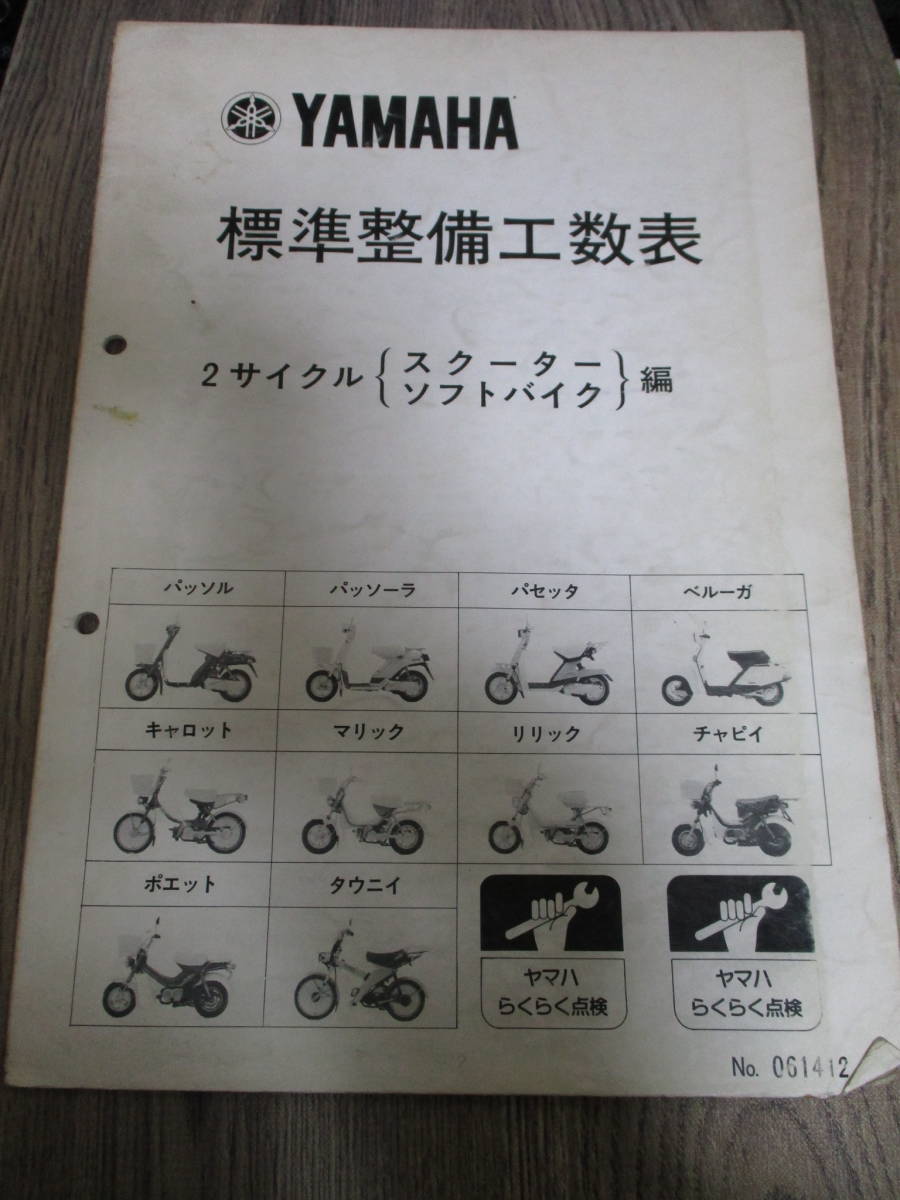 YAMAHA
標準整備工数表
2サイクル{スクーター
ソフトバイク}編
パッソル パッソーラ パセッタ ベルーガ
キャロット マリック リリック チャピイ
ポエット タウニイ
ヤマハ
らくらく点検
ヤマハ
らくらく点検
No. 061412